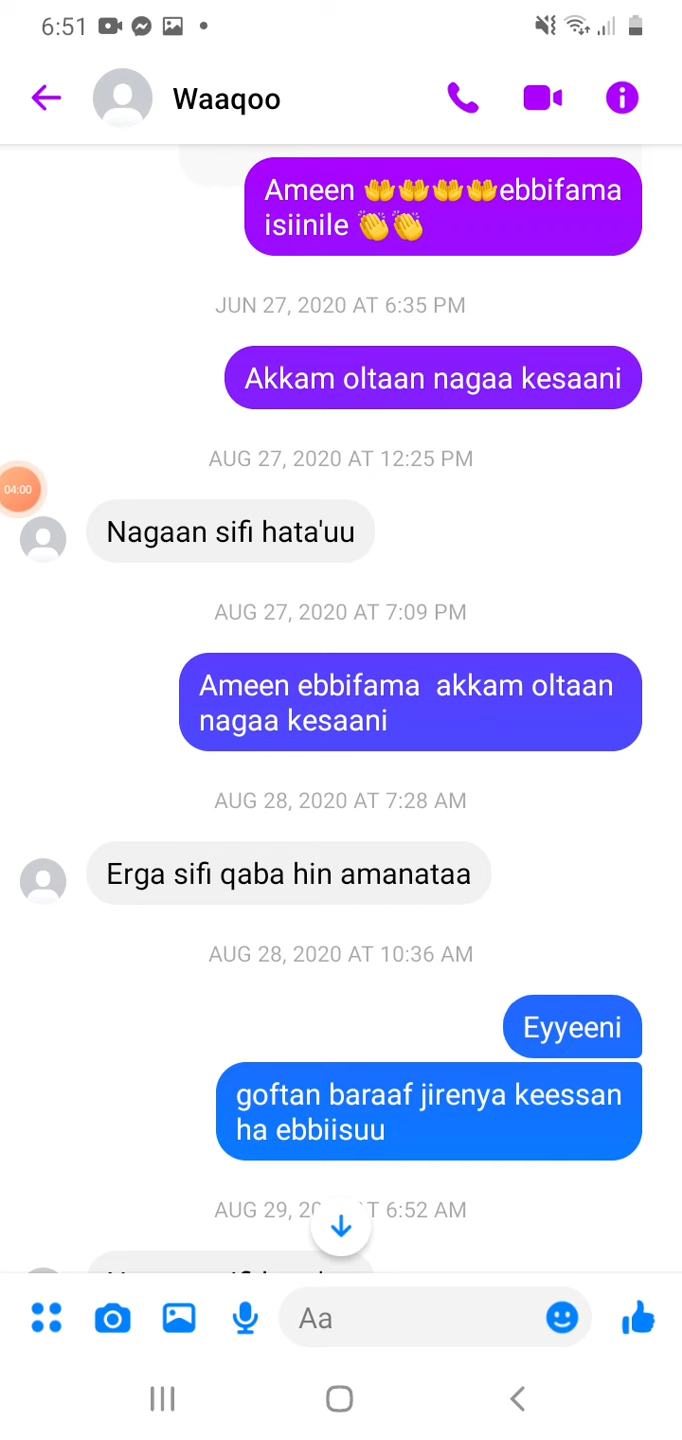 6:51
Waaqoo
Ameen 🤲🤲🤲🤲ebbifama
isiinile 👏👏
JUN 27, 2020 AT 6:35 PM
Akkam oltaan nagaa kesaani
AUG 27, 2020 AT 12:25 PM
04:00
Nagaan sifi hata'uu
AUG 27, 2020 AT 7:09 PM
Ameen ebbifama  akkam oltaan
nagaa kesaani
AUG 28, 2020 AT 7:28 AM
Erga sifi qaba hin amanataa
AUG 28, 2020 AT 10:36 AM
Eyyeeni
goftan baraaf jirenya keessan
ha ebbiisuu
AUG 29, 6:52 AM
Aa